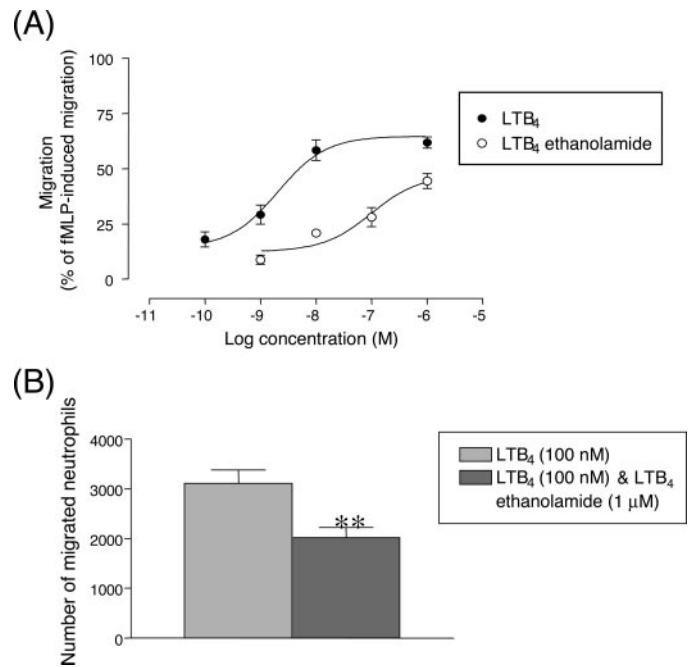 (A)
Migration
(% of fMLP-induced migration)
100
75
50
25
0
-11 -10 -9 -8 -7 -6 -5
Log concentration (M)
LTB₄
LTB₄ ethanolamide
(B)
Number of migrated neutrophils
4000
3000
2000
1000
0
**
LTB₄ (100 nM)
LTB₄ (100 nM) & LTB₄
ethanolamide (1 μM)